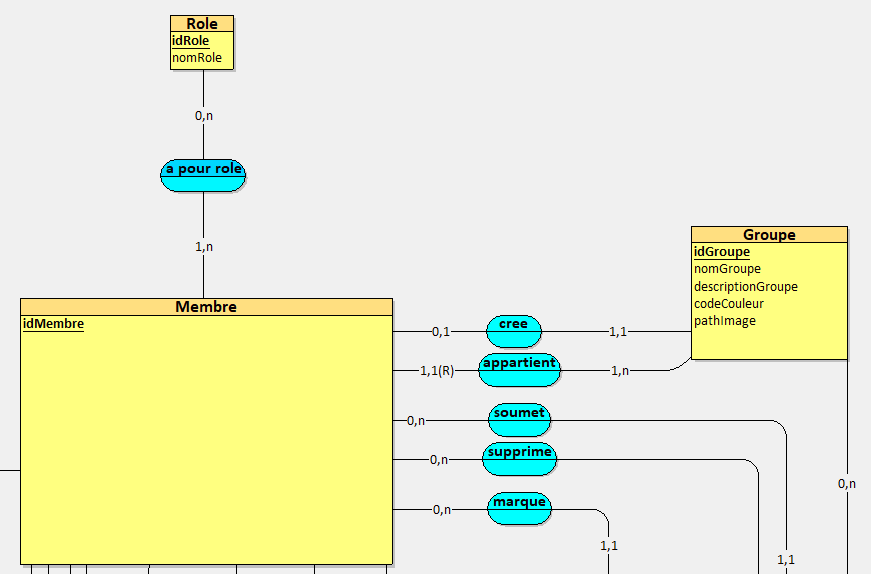 Role
idRole
nomRole
0,n
a pour role
1,n
Groupe
idGroupe
nomGroupe
descriptionGroupe
codeCouleur
pathImage
Membre
idMembre
0,1
cree
1,1
1,1(R)
appartient
1,n
0,n
soumet
0,n
supprime
0,n
0,n
marque
1,1
1,1